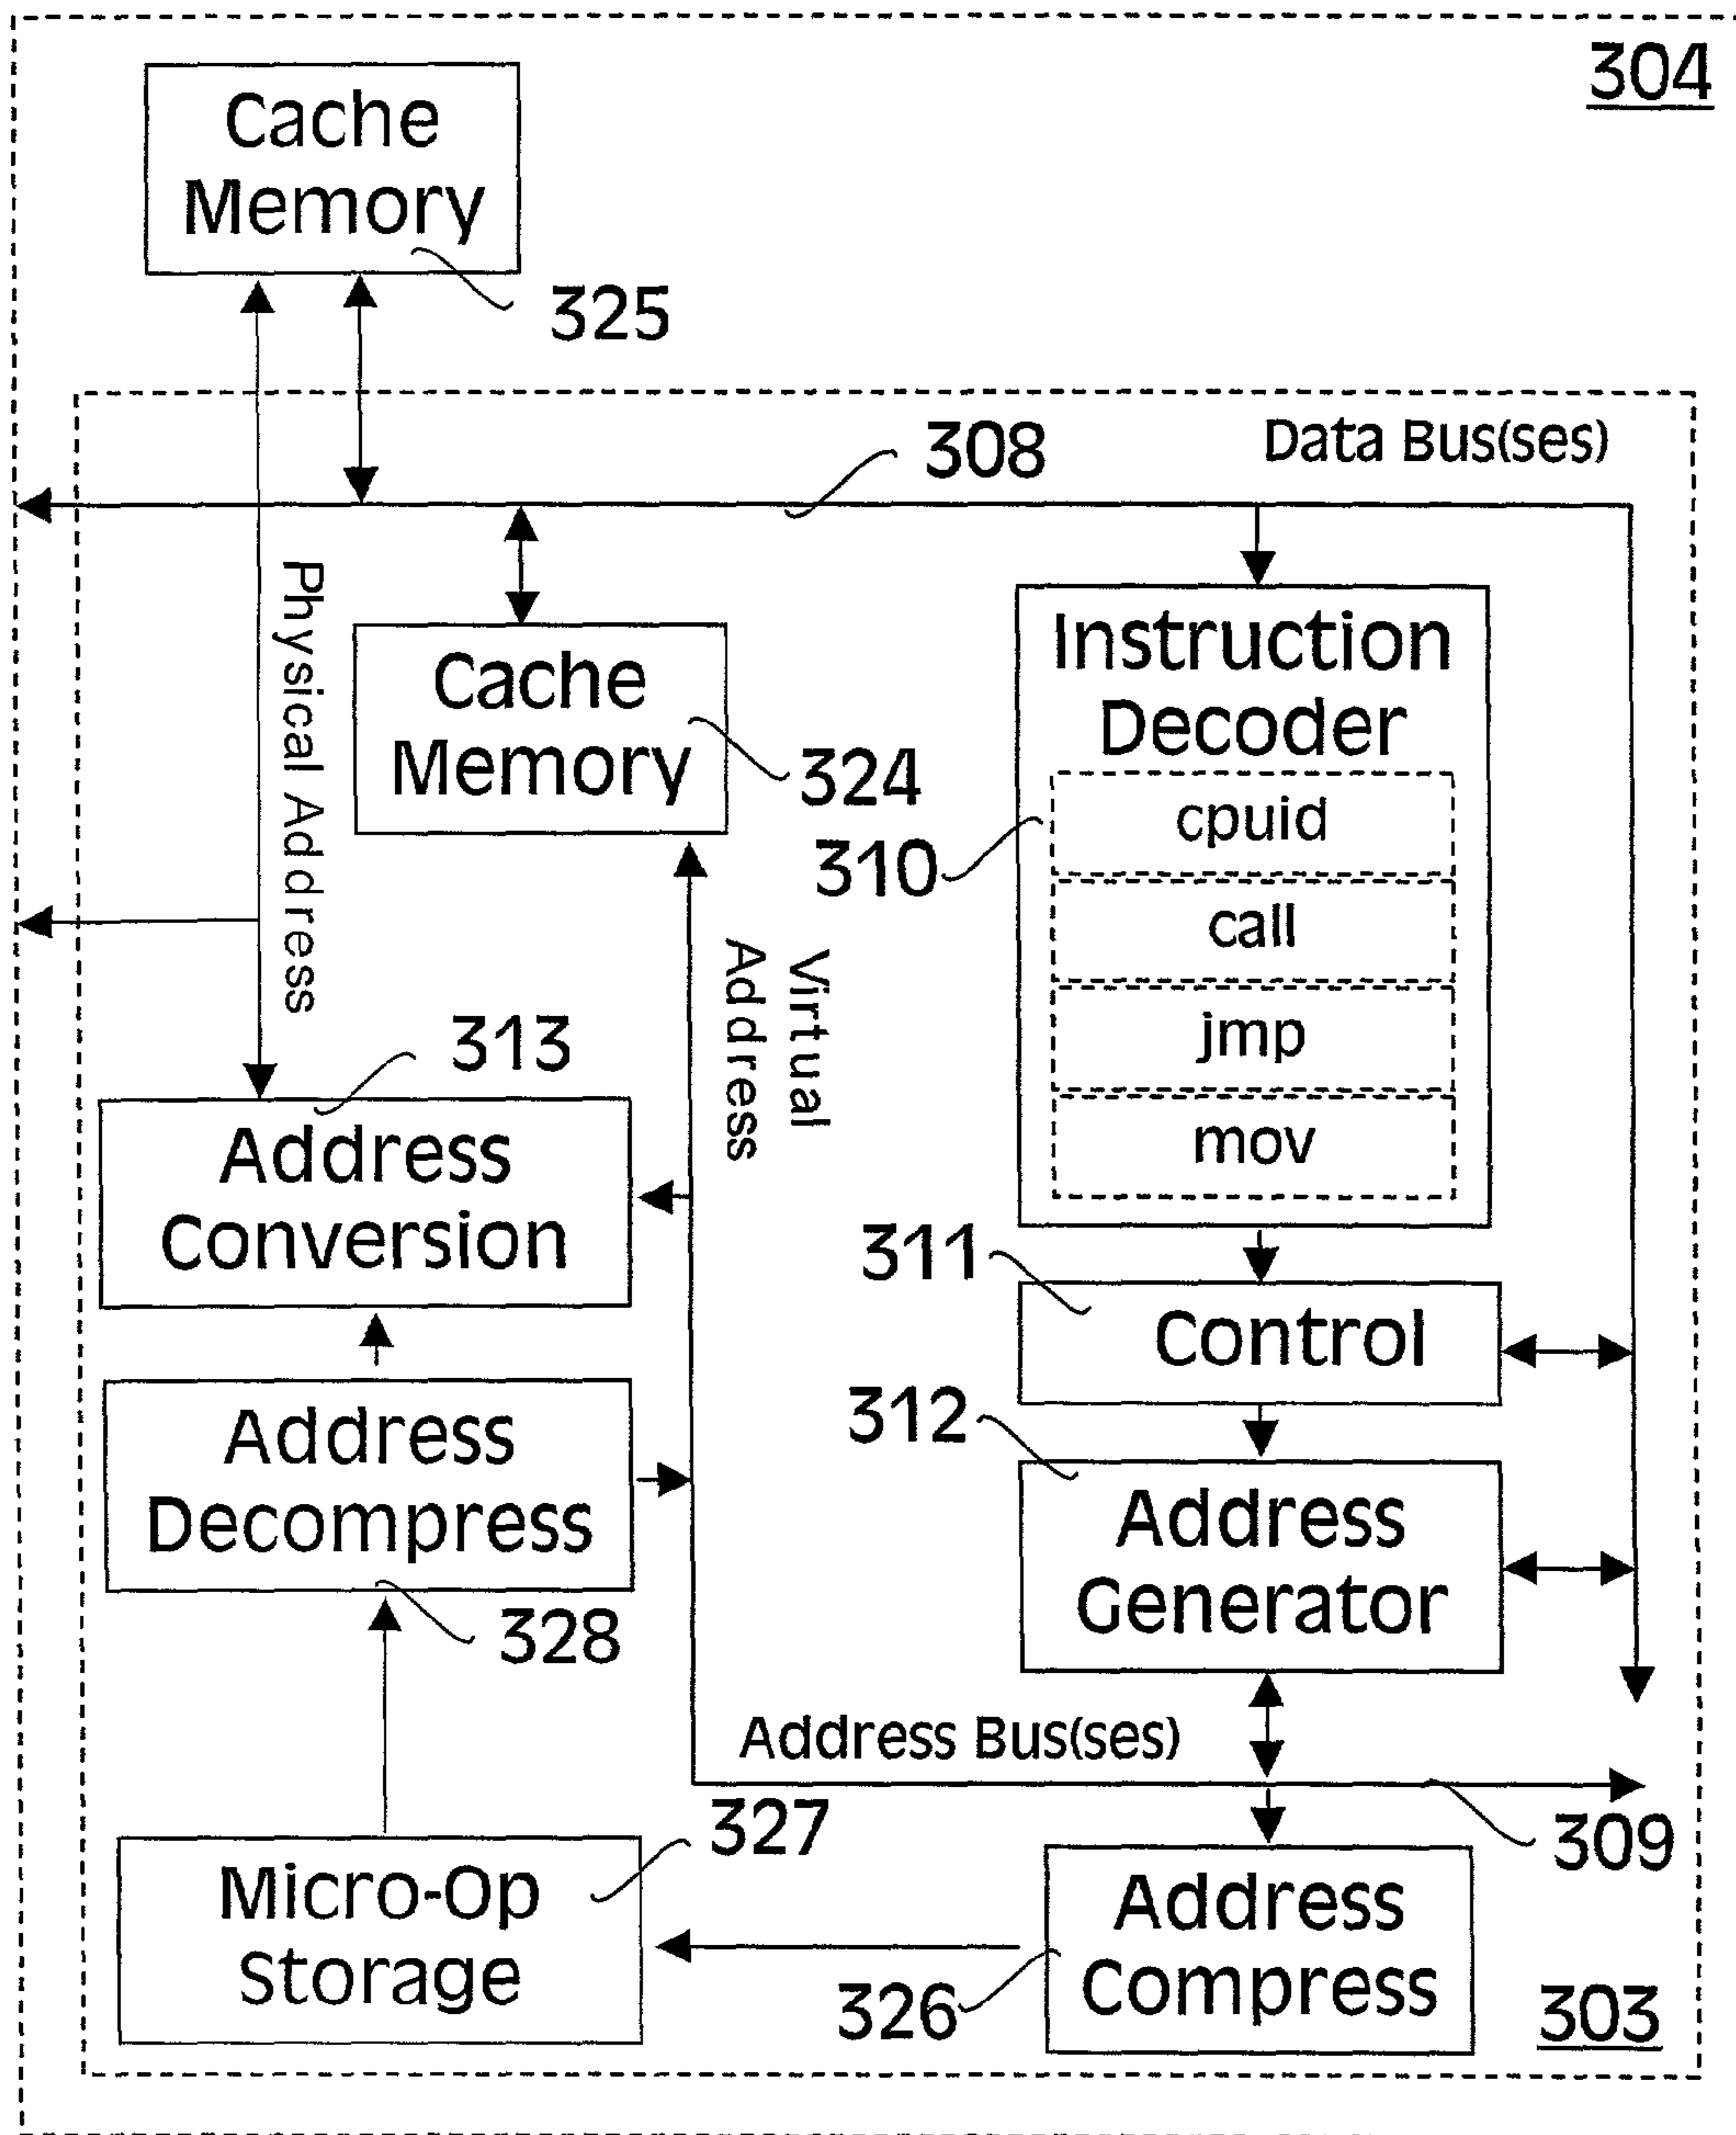 304
Cache
Memory
325
308
Data Bus(ses)
Physical Address
Cache
Memory
324
Instruction
Decoder
310
cpuid
call
jmp
mov
Virtual
Address
313
Address
Conversion
311
Control
312
Address
Decompress
328
Address
Generator
Address Bus(ses)
309
327
Micro-Op
Storage
326
Address
Compress
303